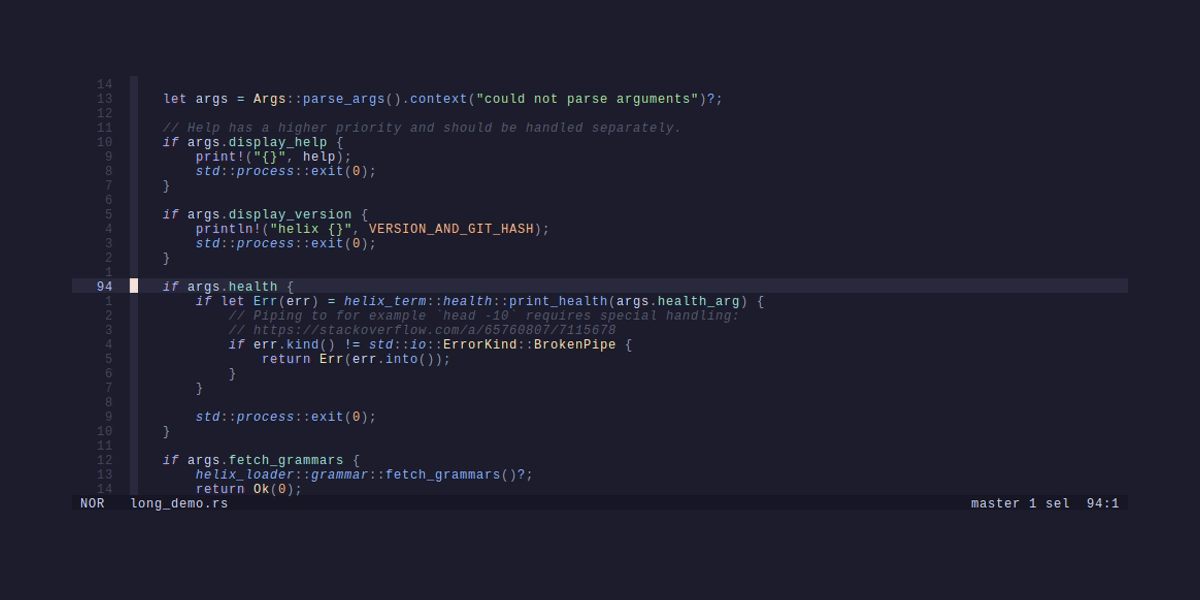 14
13 let args = Args::parse_args().context("could not parse arguments")?;
12
11 // Help has a higher priority and should be handled separately.
10 if args.display_help {
9 print!("{}", help);
8 std::process::exit(0);
7 }
6
5 if args.display_version {
4 println!("helix {}", VERSION_AND_GIT_HASH);
3 std::process::exit(0);
2 }
1
94 if args.health {
1 if let Err(err) = helix_term::health::print_health(args.health_arg) {
2 // Piping to for example `head -10` requires special handling:
3 // https://stackoverflow.com/a/65760807/7115678
4 if err.kind() != std::io::ErrorKind::BrokenPipe {
5 return Err(err.into());
6 }
7 }
8
9 std::process::exit(0);
10 }
11
12 if args.fetch_grammars {
13 helix_loader::grammar::fetch_grammars()?;
14 return Ok(0);
NOR long_demo.rs master 1 sel 94:1